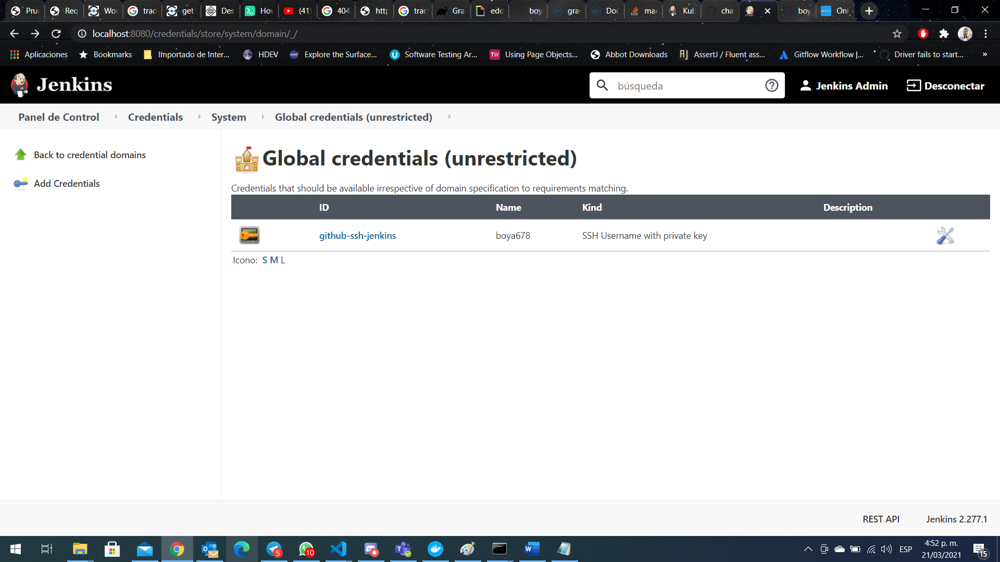 Pru Req Wor trad get Des Hov (41) 404 http trac Gra edd boy gra Doc mar Kub cha boy Onl
localhost:8080/credentials/store/system/domain/_/
Aplicaciones Bookmarks Importado de Inter... HDEV Explore the Surface... Software Testing Ar... TW Using Page Objects... Abbot Downloads AssertJ / Fluent ass... Gitflow Workflow |... Driver fails to start... »
Jenkins búsqueda Jenkins Admin Desconectar
Panel de Control Credentials System Global credentials (unrestricted)
Back to credential domains
Add Credentials
Global credentials (unrestricted)
Credentials that should be available irrespective of domain specification to requirements matching.
ID Name Kind Description
github-ssh-jenkins boya678 SSH Username with private key
Icono: S M L
REST API Jenkins 2.277.1
5 10 ESP 4:52 p. m. 15
21/03/2021